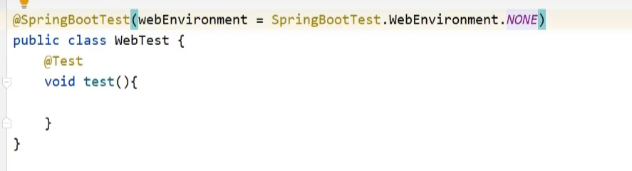 @SpringBootTest(webEnvironment = SpringBootTest.WebEnvironment.NONE)
public class WebTest {
    @Test
    void test(){
    }
}